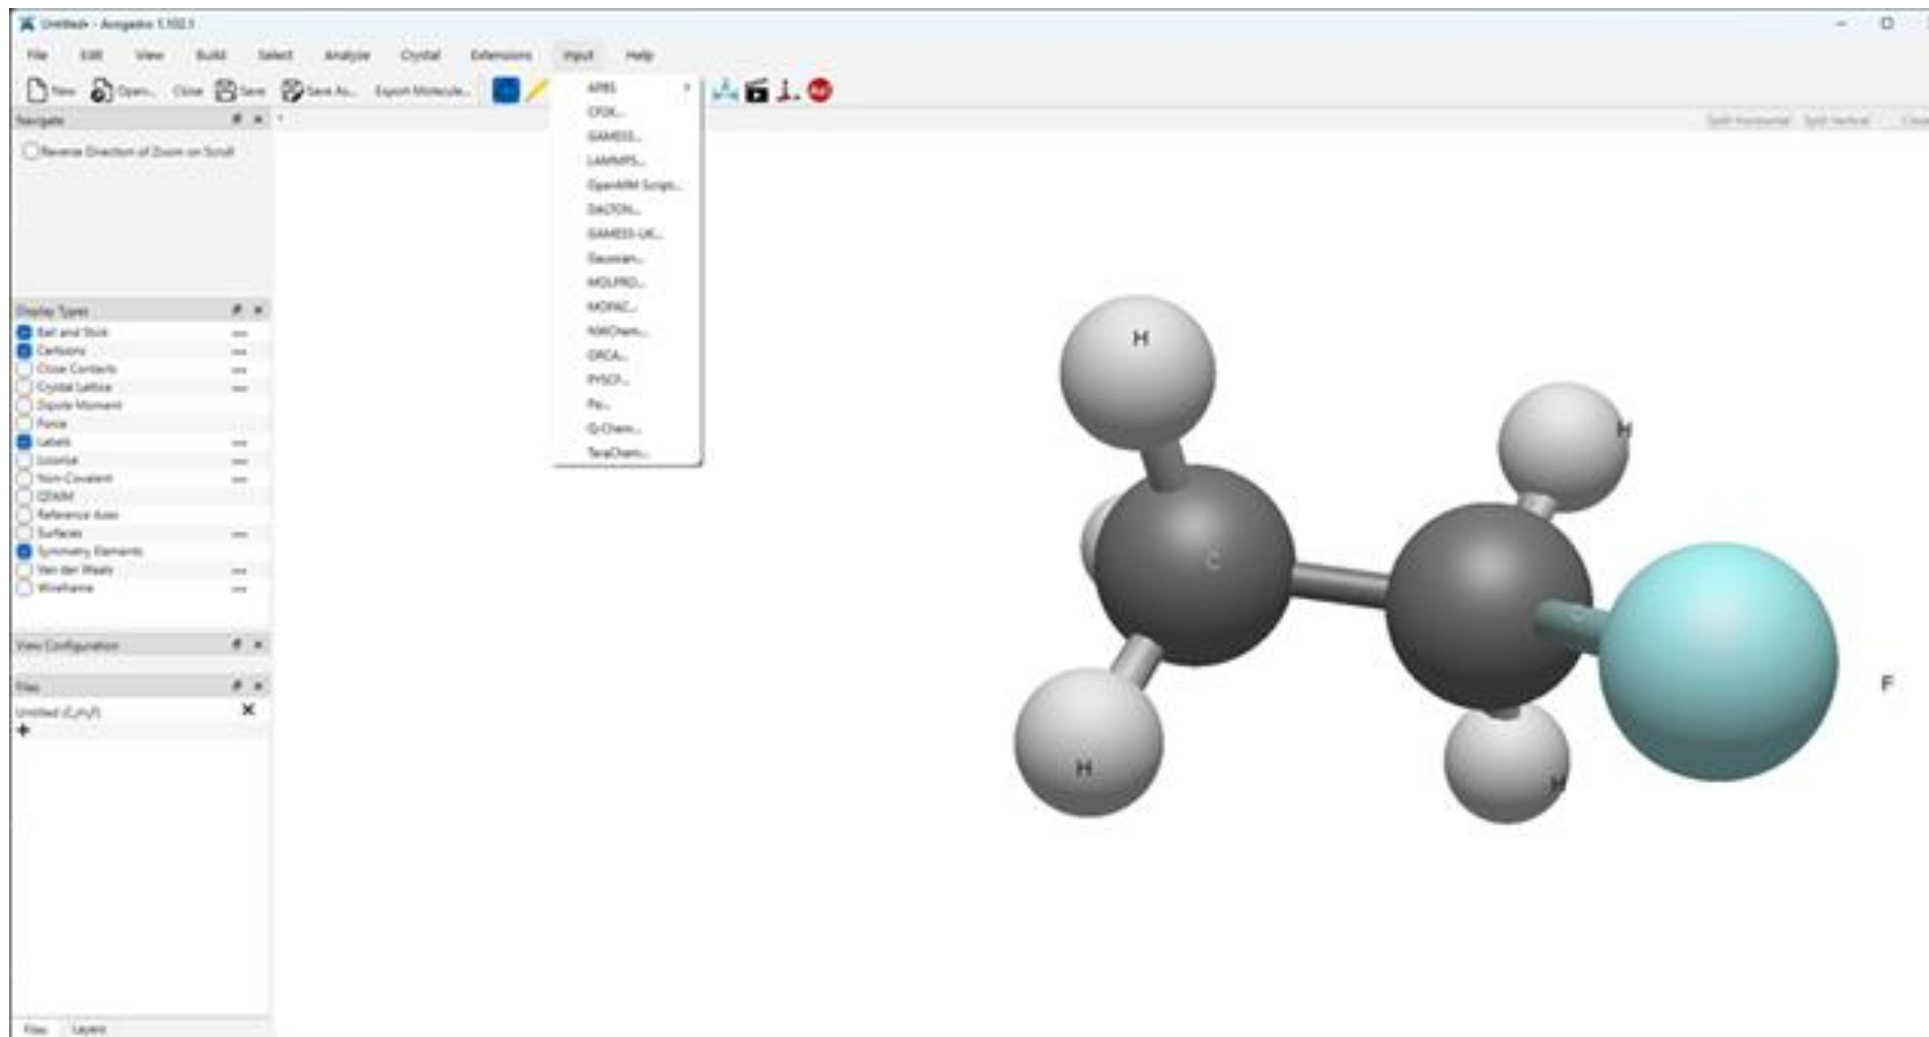 Untitled• - Avogadro 1.102.1
File Edit View Build Select Analyze Crystal Extensions Input Help
New Open... Close Save Save As... Export Molecule...
Navigate
Split Horizontal Split Vertical
Reverse Direction of Zoom on Scroll
APBS
CP2K...
GAMESS...
LAMMPS...
OpenMM Script...
DALTON...
GAMESS-UK...
Gaussian...
MOLPRO...
MOPAC...
NWChem...
ORCA...
PYSCF...
Psi...
Q-Chem...
TeraChem...
Display Types
Ball and Stick
Cartoons
Close Contacts
Crystal Lattice
Dipole Moment
Force
Labels
Licorice
Non-Covalent
QTAIM
Reference Axes
Surfaces
Symmetry Elements
Van der Waals
Wireframe
View Configuration
Files
Untitled (C₂H₅F)
H
H
C
F
H
H
Files Layers